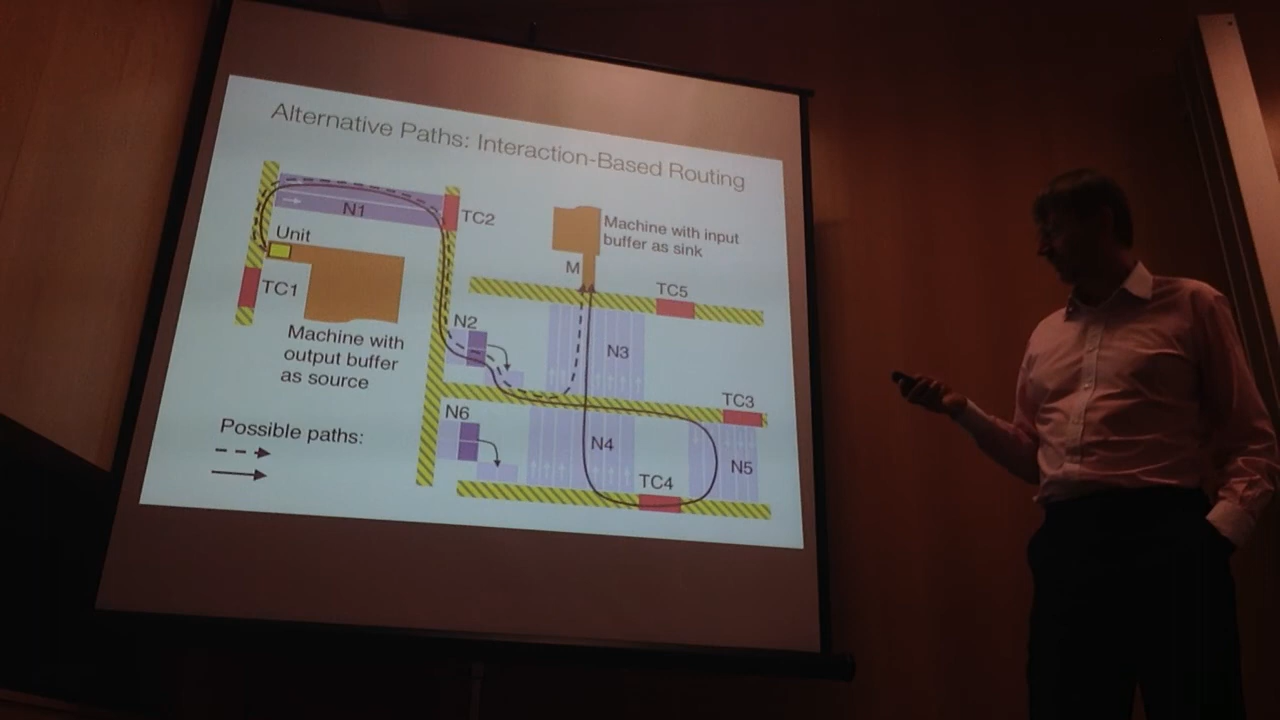 Alternative Paths: Interaction-Based Routing
N1
TC2
Unit
TC1
Machine with
output buffer
as source
Machine with input
buffer as sink
M
TC5
N2
N3
TC3
N6
N4
N5
TC4
Possible paths: